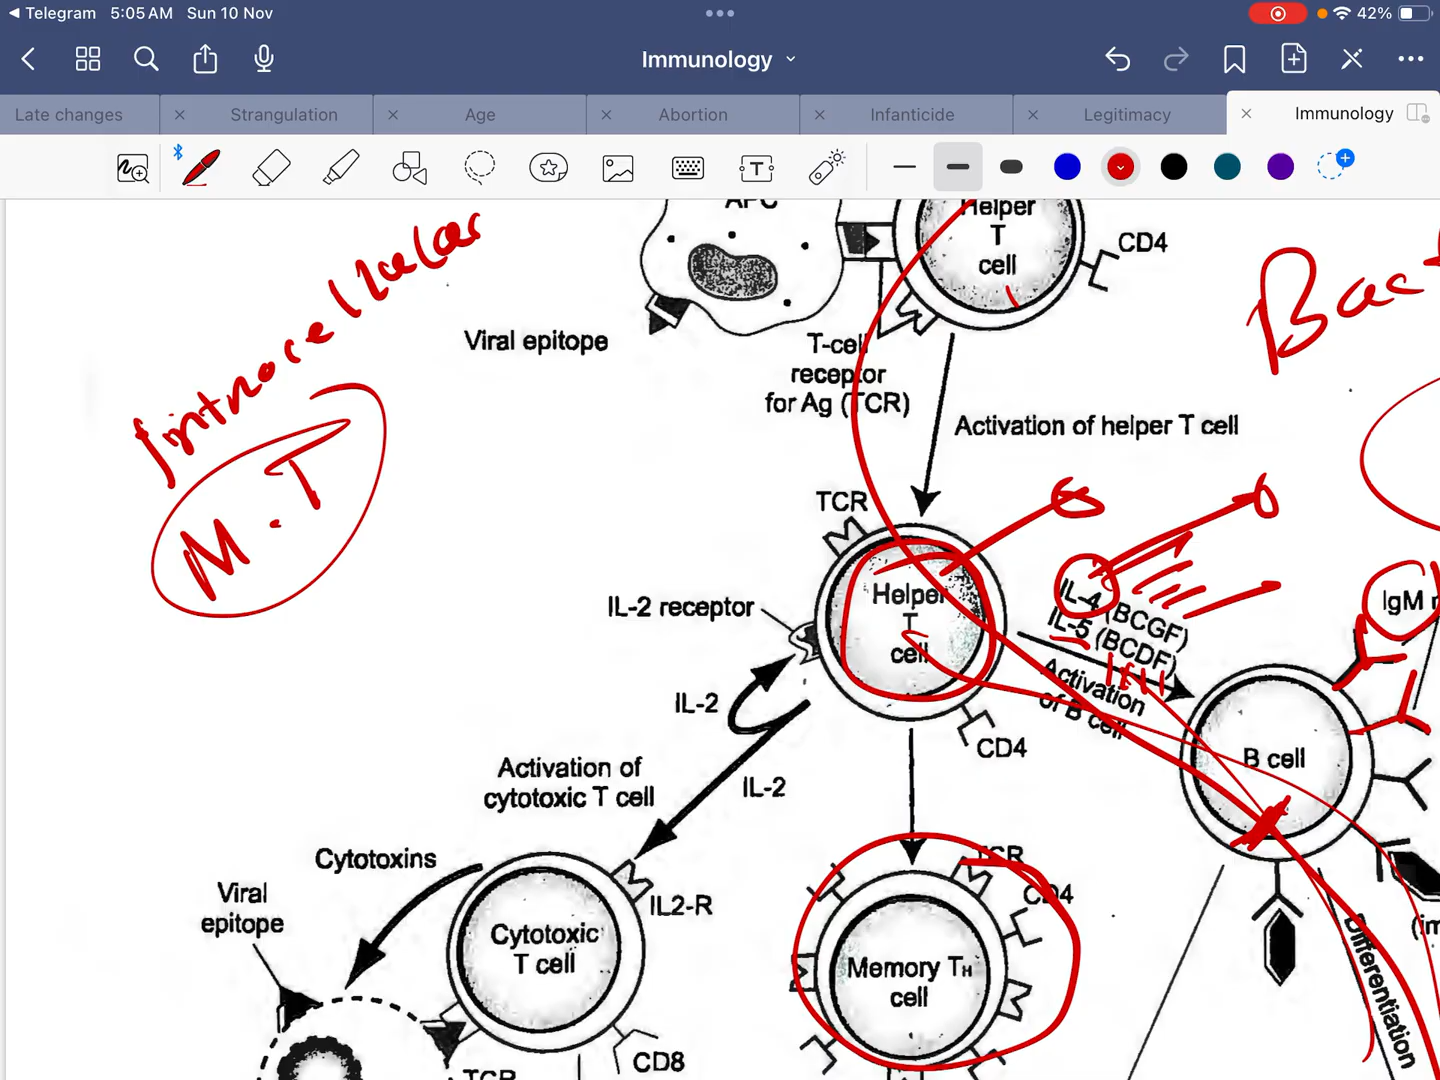 Telegram 5:05 AM Sun 10 Nov
42%
Immunology
Late changes
Strangulation
Age
Abortion
Infanticide
Legitimacy
Immunology
T
APC
Helper
T
cell
CD4
Viral epitope
T-cell
receptor
for Ag (TCR)
Activation of helper T cell
M.T
TCR
IL-2 receptor
Helper
T
cell
IL-4 (BCGF)
IL-5 (BCDF)
Activation
of B cell
IgM
IL-2
CD4
B cell
Activation of
cytotoxic T cell
IL-2
Cytotoxins
Viral
epitope
IL2-R
Cytotoxic
T cell
TCR
CD4
Memory TH
cell
Differentiation
(im
CD8
TCR